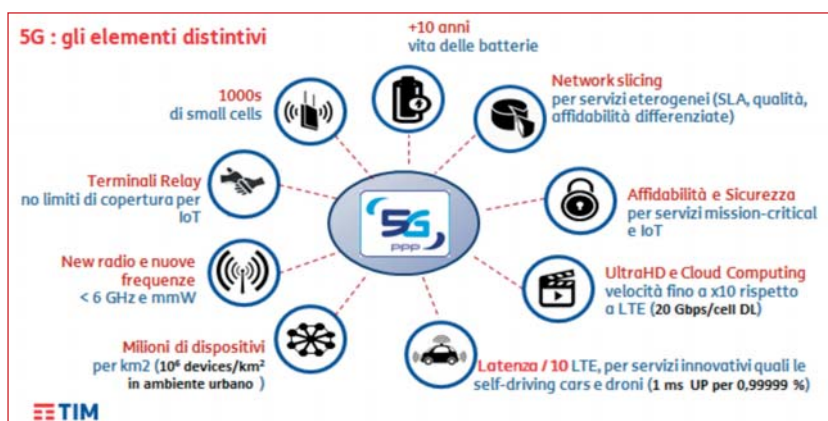 5G : gli elementi distintivi
+10 anni
vita delle batterie
1000s
di small cells
Network slicing
per servizi eterogenei (SLA, qualità,
affidabilità differenziate)
Terminali Relay
no limiti di copertura per
IoT
Affidabilità e Sicurezza
per servizi mission-critical
e IoT
5G
PPP
New radio e nuove
frequenze
< 6 GHz e mmW
UltraHD e Cloud Computing
velocità fino a x10 rispetto
a LTE (20 Gbps/cell DL)
Milioni di dispositivi
per km2 (10⁶ devices/km²
in ambiente urbano )
Latenza / 10 LTE, per servizi innovativi quali le
self-driving cars e droni (1 ms UP per 0,99999 %)
TIM